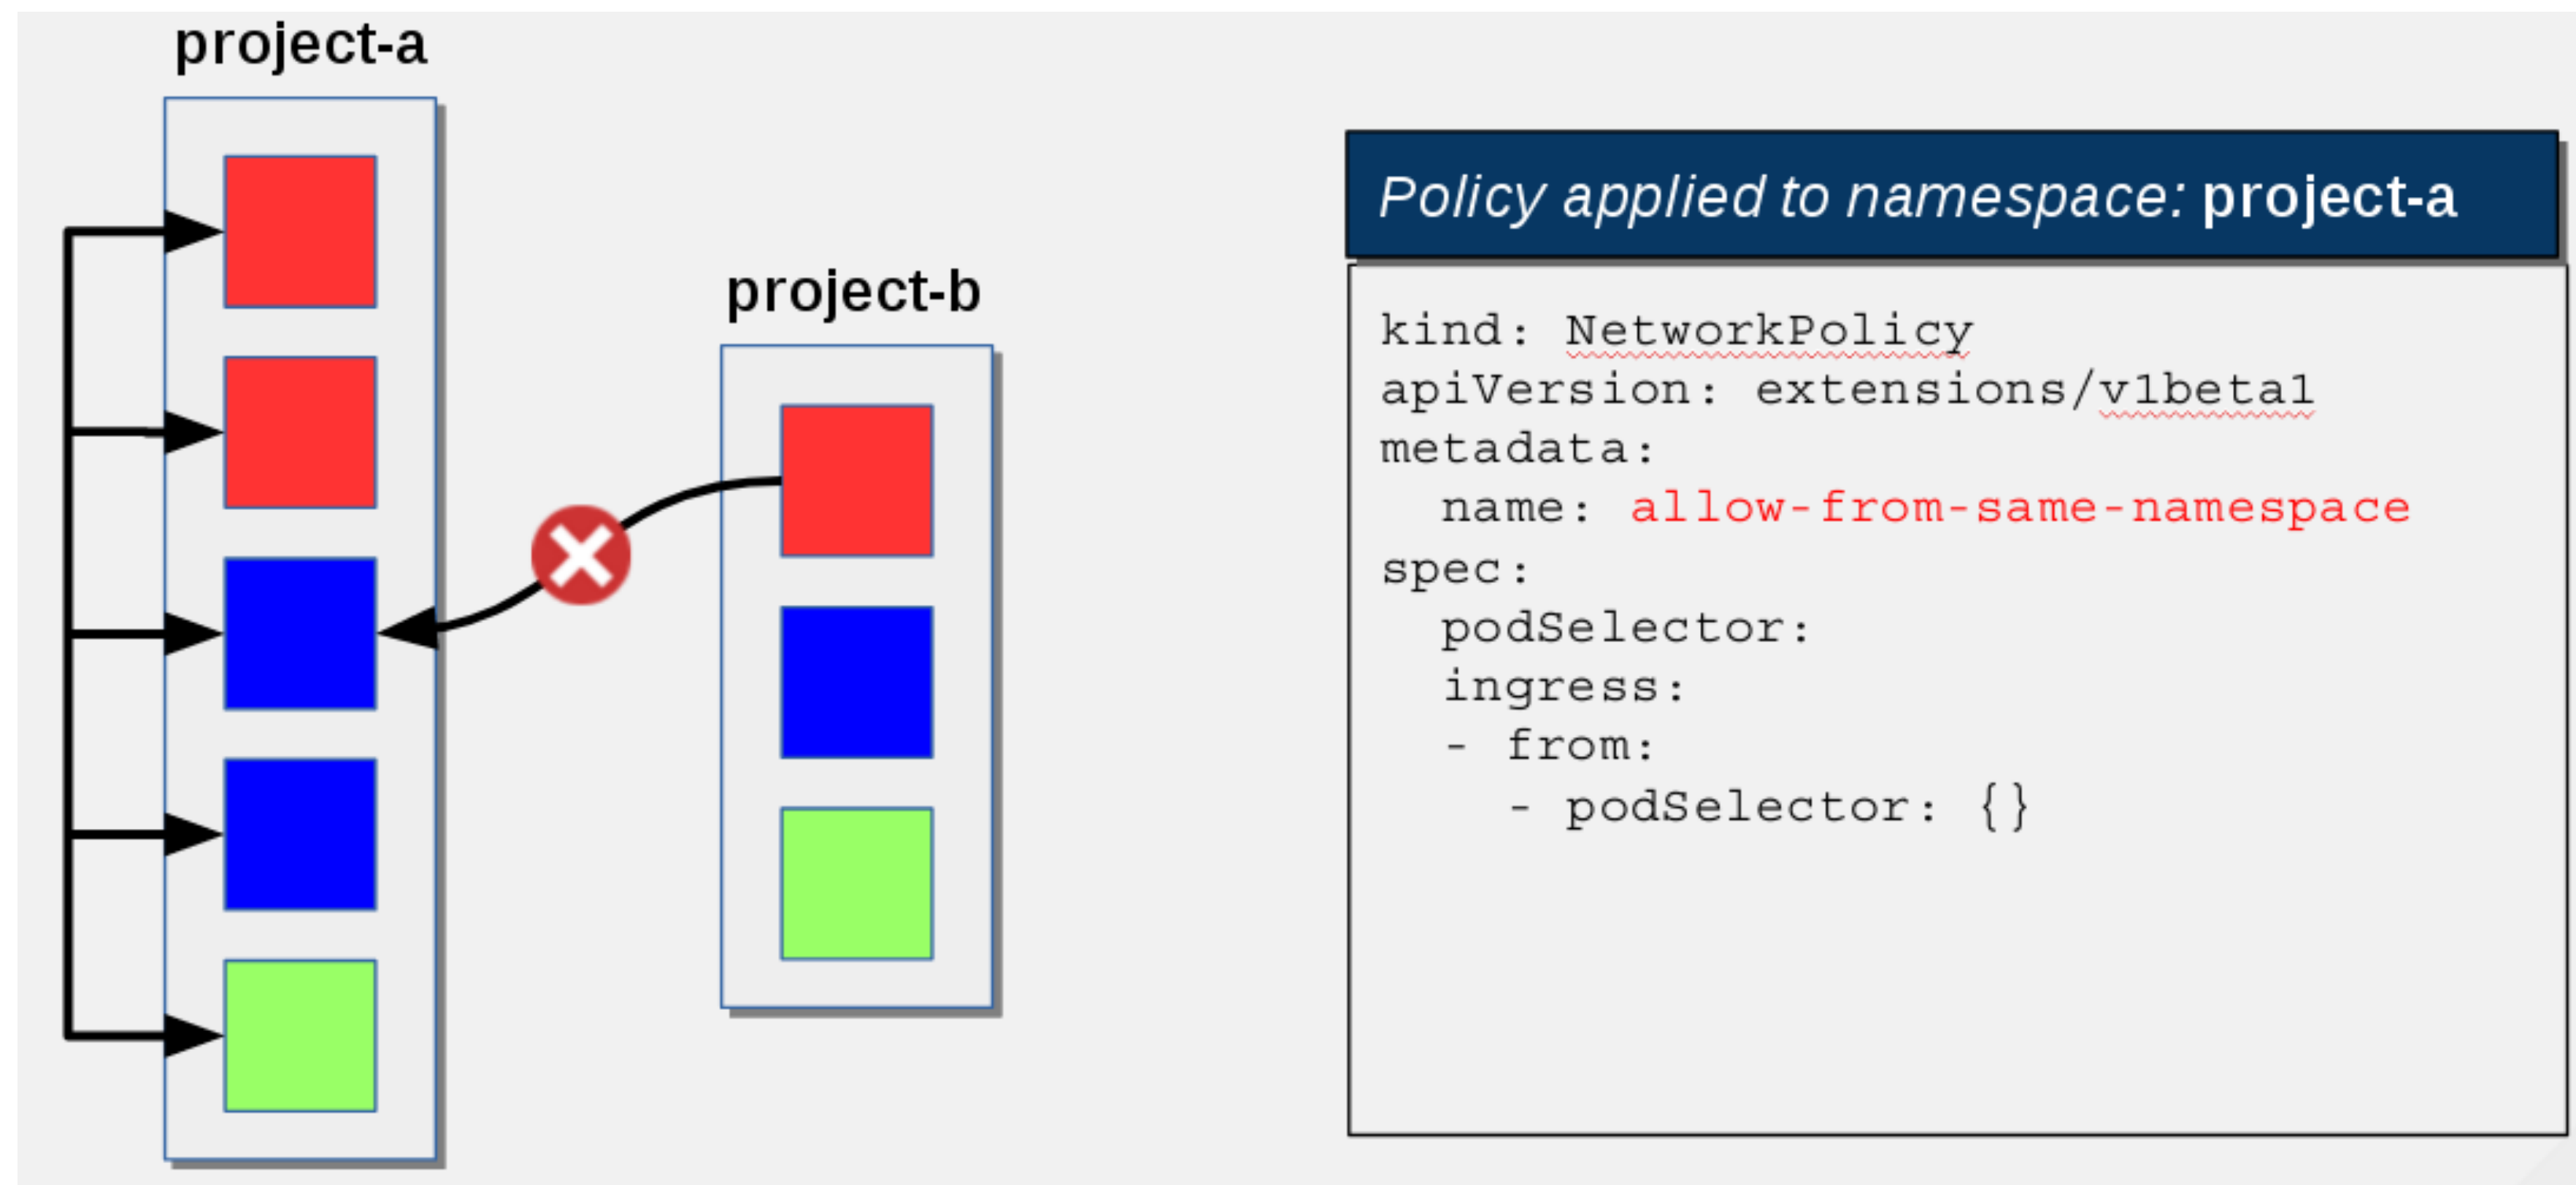 project-a
project-b
Policy applied to namespace: project-a
kind: NetworkPolicy
apiVersion: extensions/v1beta1
metadata:
  name: allow-from-same-namespace
spec:
  podSelector:
  ingress:
  - from:
    - podSelector: {}